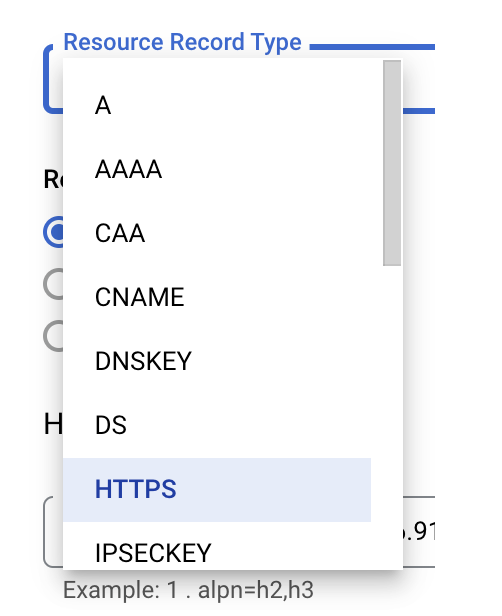 Resource Record Type
A
AAAA
CAA
CNAME
DNSKEY
DS
HTTPS
IPSECKEY
Example: 1 . alpn=h2,h3